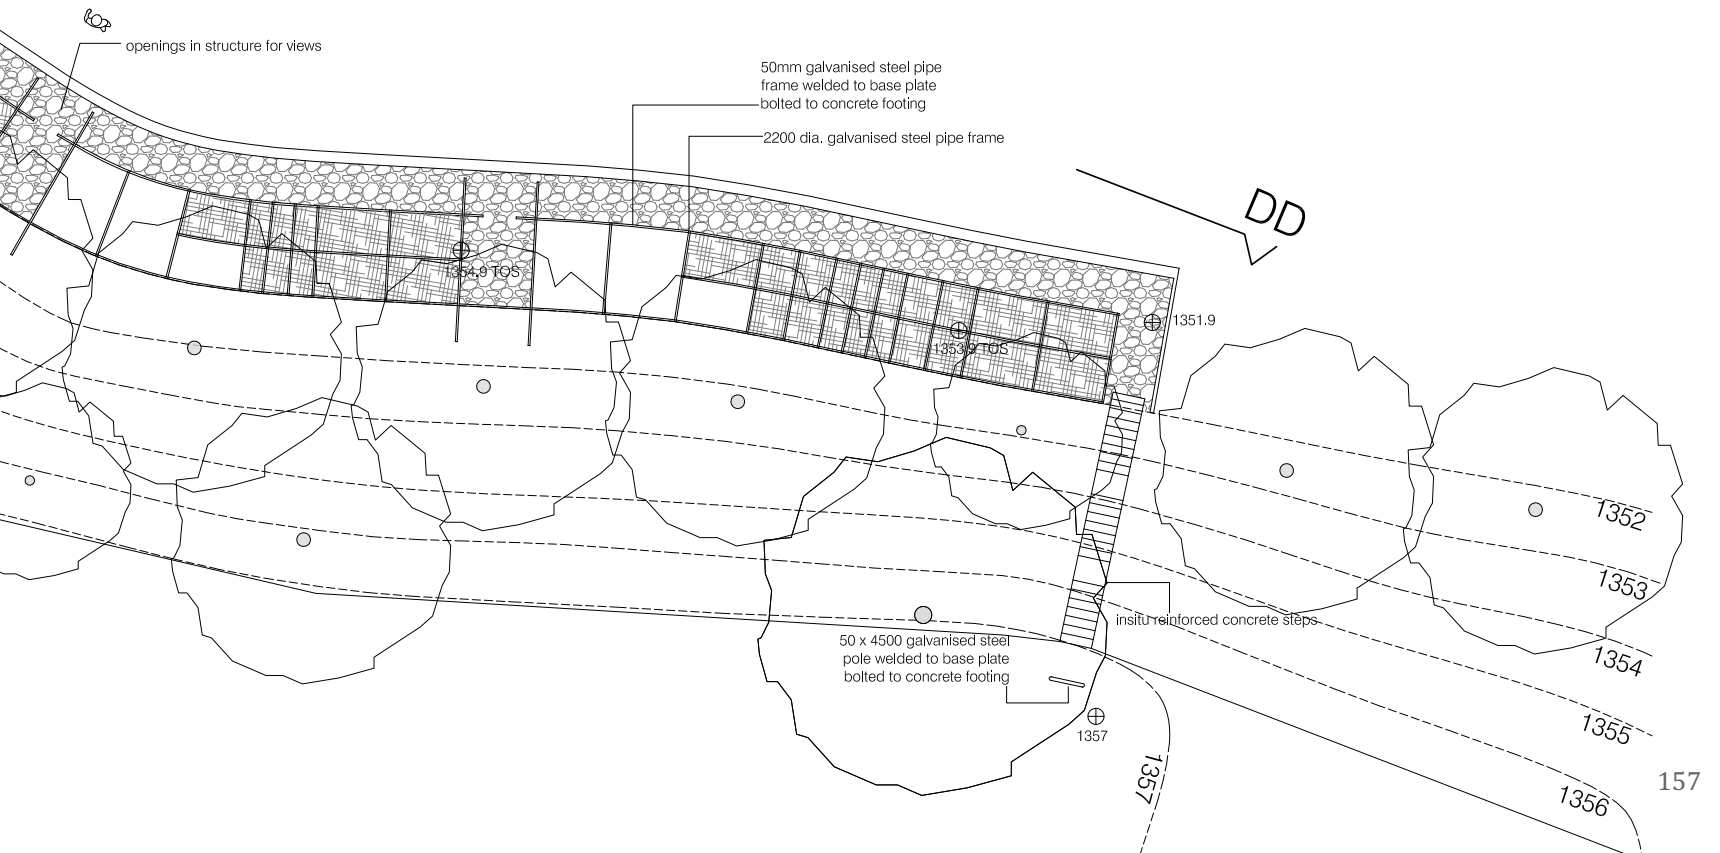 openings in structure for views
50mm galvanised steel pipe
frame welded to base plate
bolted to concrete footing
2200 dia. galvanised steel pipe frame
DD
1354.9 TOS
1351.9
1353.9 TOS
1352
1353
insitu reinforced concrete steps
50 x 4500 galvanised steel
pole welded to base plate
bolted to concrete footing
1354
1355
1357
1357
157
1356